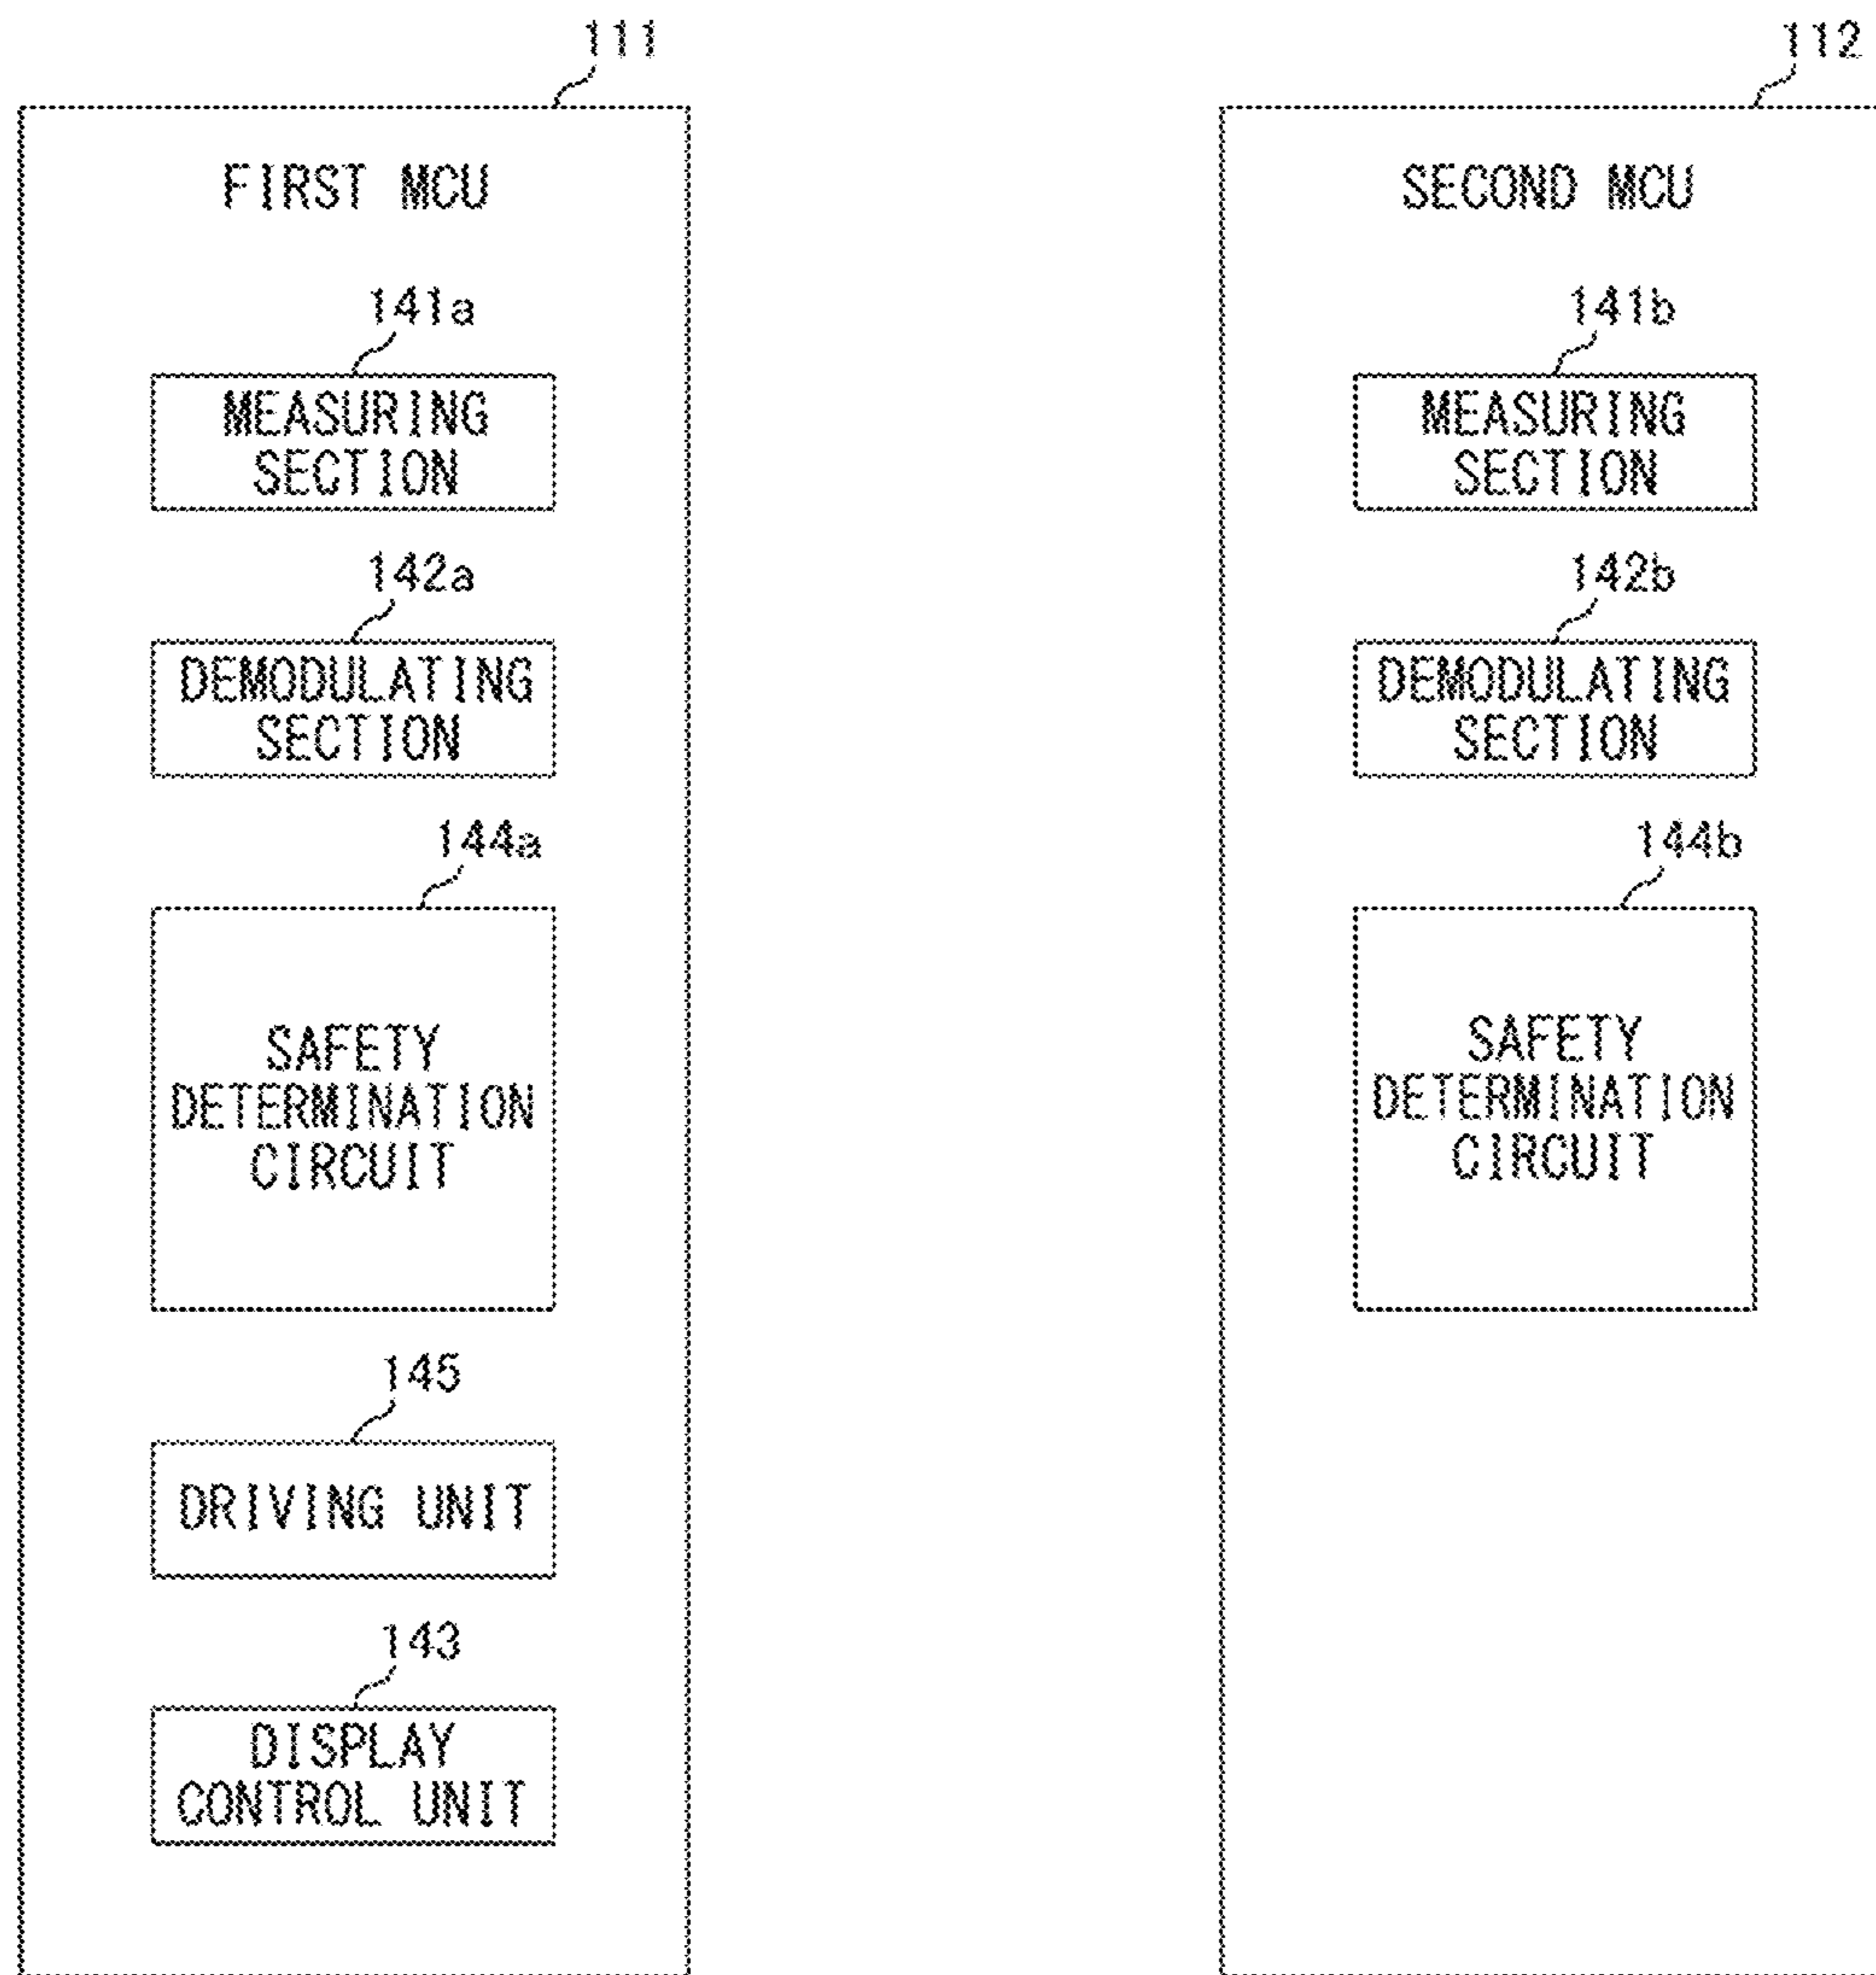 111
FIRST MCU
141a
MEASURING
SECTION
142a
DEMODULATING
SECTION
144a
SAFETY
DETERMINATION
CIRCUIT
145
DRIVING UNIT
143
DISPLAY
CONTROL UNIT
112
SECOND MCU
141b
MEASURING
SECTION
142b
DEMODULATING
SECTION
144b
SAFETY
DETERMINATION
CIRCUIT